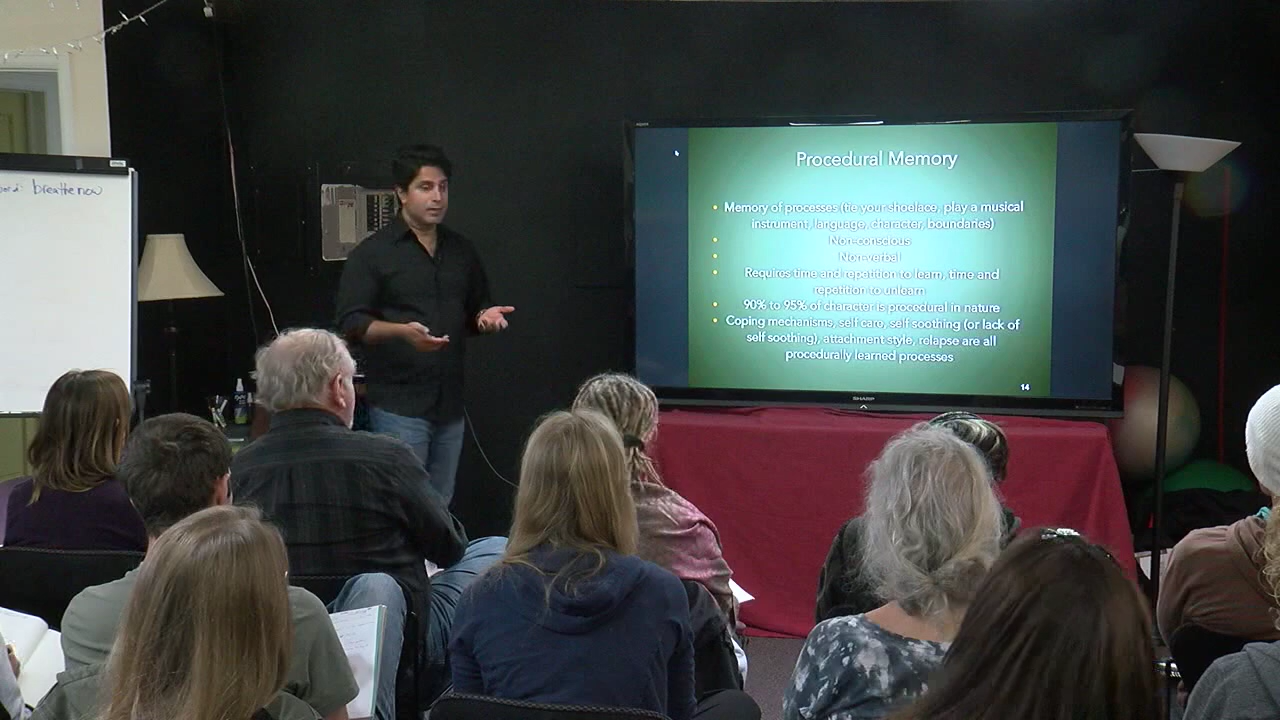 breathe now
Procedural Memory
• Memory of processes (tie your shoelace, play a musical
instrument, language, character, boundaries)
• Non-conscious
• Non-verbal
• Requires time and repetition to learn, time and
repetition to unlearn
• 90% to 95% of character is procedural in nature
• Coping mechanisms, self care, self soothing (or lack of
self soothing), attachment style, relapse are all
procedurally learned processes
14
SHARP